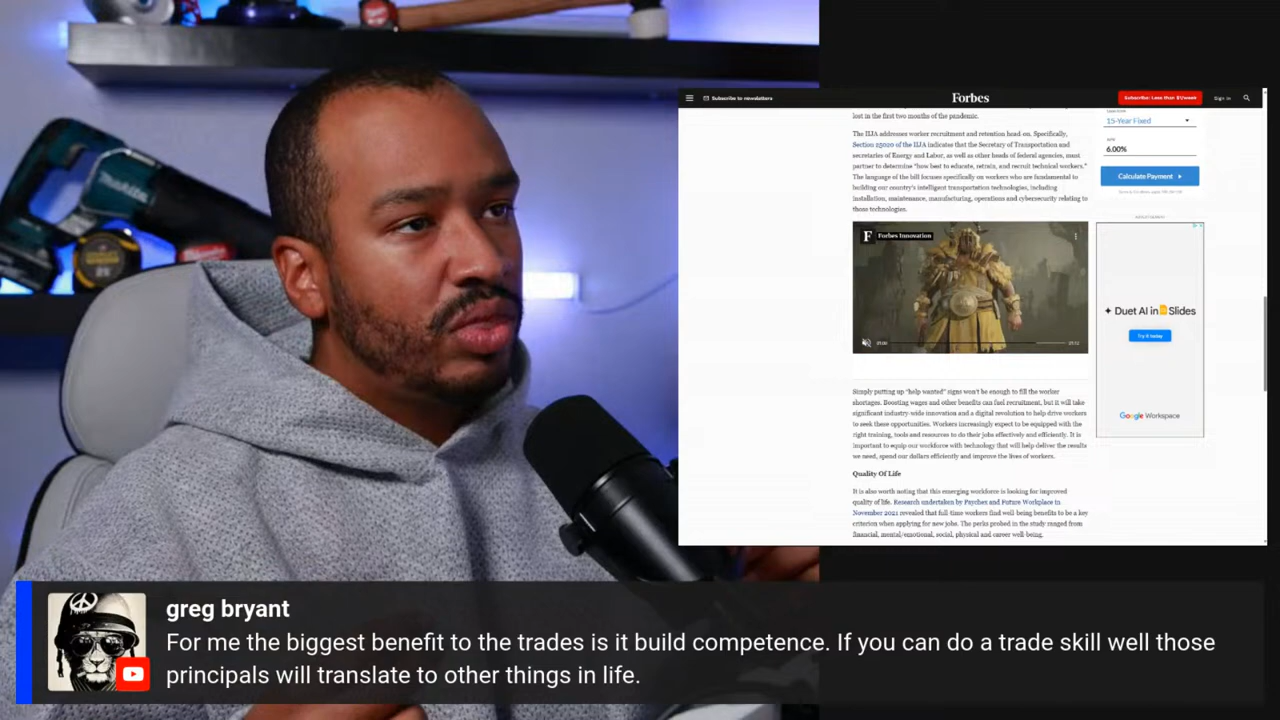 Subscribe to newsletters
Forbes
Subscribe: Less than $1/week
Sign In
lost in the first two months of the pandemic.
The IIJA addresses worker recruitment and retention head-on. Specifically,
Section 25020 of the IIJA indicates that the Secretary of Transportation and
secretaries of Energy and Labor, as well as other heads of federal agencies, must
partner to determine "how best to educate, retrain, and recruit technical workers."
The language of the bill focuses specifically on workers who are fundamental to
building our country's intelligent transportation technologies, including
installation, maintenance, manufacturing, operations and cybersecurity relating to
those technologies.
15-Year Fixed
6.00%
Calculate Payment
F Forbes Innovation
Simply putting up "help wanted" signs won't be enough to fill the worker
shortages. Boosting wages and other benefits can fuel recruitment, but it will take
significant industry-wide innovation and a digital revolution to help drive workers
to seek these opportunities. Workers increasingly expect to be equipped with the
right training, tools and resources to do their jobs effectively and efficiently. It is
important to equip our workforce with technology that will help deliver the results
we need, spend our dollars efficiently and improve the lives of workers.
Quality Of Life
It is also worth noting that this emerging workforce is looking for improved
quality of life. Research undertaken by Paychex and Future Workplace in
November 2021 revealed that full-time workers find well-being benefits to be a key
criterion when applying for new jobs. The perks probed in the study ranged from
financial, mental/emotional, social, physical and career well-being.
ADVERTISEMENT
Duet AI in Slides
Try it today
Google Workspace
greg bryant
For me the biggest benefit to the trades is it build competence. If you can do a trade skill well those
principals will translate to other things in life.